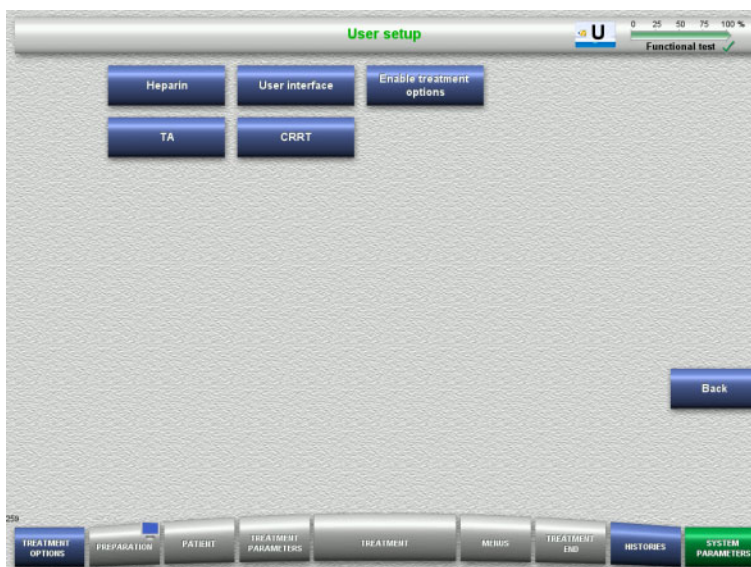 User setup
U
0 25 50 75 100 %
Functional test
Heparin
User interface
Enable treatment
options
TA
CRRT
Back
259
TREATMENT
OPTIONS
PREPARATION
PATIENT
TREATMENT
PARAMETERS
TREATMENT
MENUS
TREATMENT
END
HISTORIES
SYSTEM
PARAMETERS